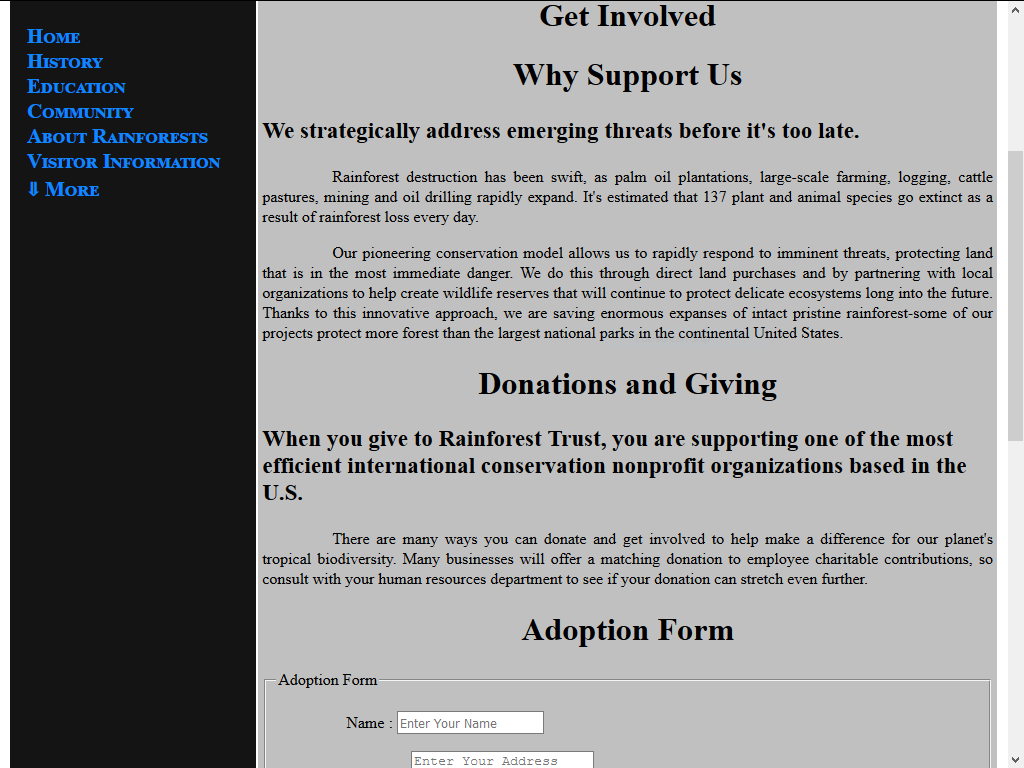 Home
History
Education
Community
About Rainforests
Visitor Information
⇓ More
Get Involved
Why Support Us
We strategically address emerging threats before it's too late.
Rainforest destruction has been swift, as palm oil plantations, large-scale farming, logging, cattle
pastures, mining and oil drilling rapidly expand. It's estimated that 137 plant and animal species go extinct as a
result of rainforest loss every day.
Our pioneering conservation model allows us to rapidly respond to imminent threats, protecting land
that is in the most immediate danger. We do this through direct land purchases and by partnering with local
organizations to help create wildlife reserves that will continue to protect delicate ecosystems long into the future.
Thanks to this innovative approach, we are saving enormous expanses of intact pristine rainforest-some of our
projects protect more forest than the largest national parks in the continental United States.
Donations and Giving
When you give to Rainforest Trust, you are supporting one of the most
efficient international conservation nonprofit organizations based in the
U.S.
There are many ways you can donate and get involved to help make a difference for our planet's
tropical biodiversity. Many businesses will offer a matching donation to employee charitable contributions, so
consult with your human resources department to see if your donation can stretch even further.
Adoption Form
Adoption Form
Name : Enter Your Name
Enter Your Address